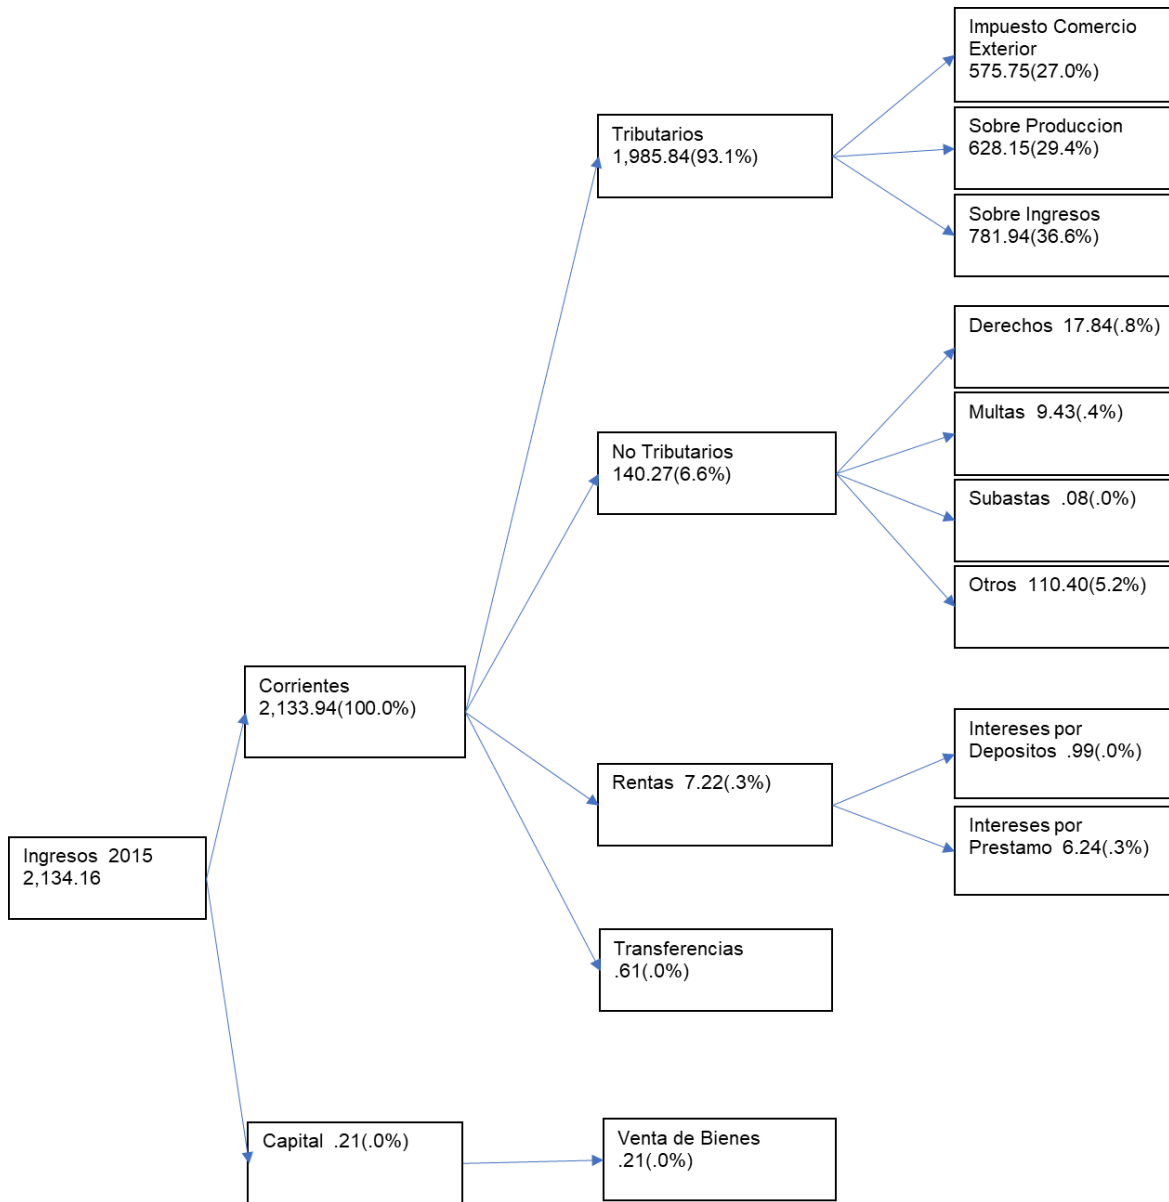 Impuesto Comercio
Exterior
575.75(27.0%)
Tributarios
1,985.84(93.1%)
Sobre Produccion
628.15(29.4%)
Sobre Ingresos
781.94(36.6%)
Derechos  17.84(.8%)
Multas  9.43(.4%)
No Tributarios
140.27(6.6%)
Subastas  .08(.0%)
Otros  110.40(5.2%)
Corrientes
2,133.94(100.0%)
Intereses por
Depositos  .99(.0%)
Rentas  7.22(.3%)
Intereses por
Prestamo 6.24(.3%)
Ingresos  2015
2,134.16
Transferencias
.61(.0%)
Capital  .21(.0%)
Venta de Bienes
.21(.0%)